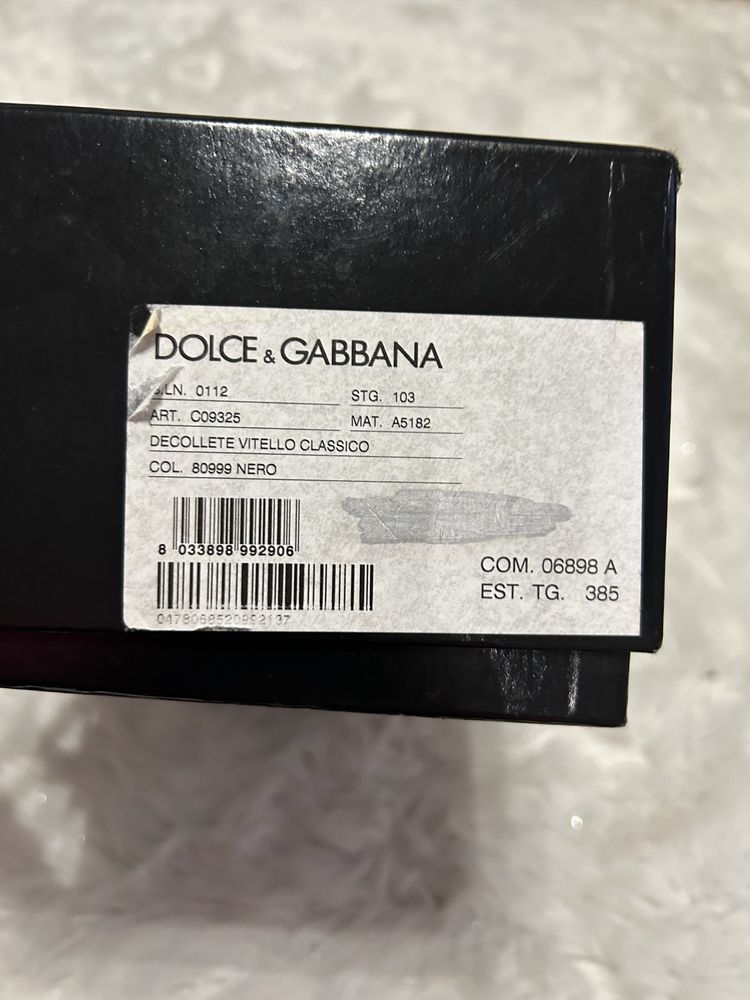 DOLCE & GABBANA
LN. 0112 STG. 103
ART. C09325 MAT. A5182
DECOLLETE VITELLO CLASSICO
COL. 80999 NERO
8 033898 992906
COM. 06898 A
EST. TG. 385